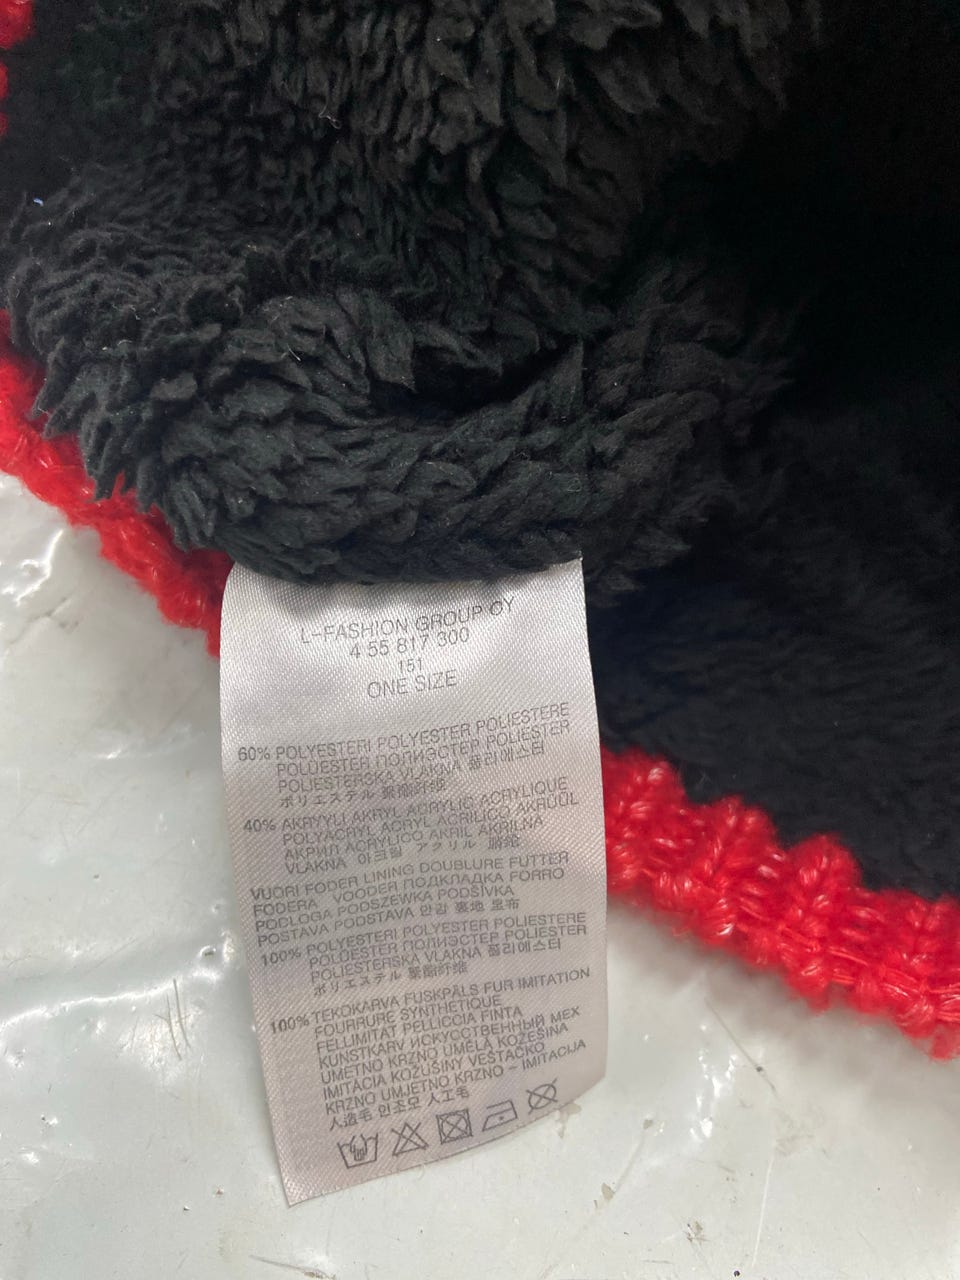 L-FASHION GROUP OY
4 55 817 300
151
ONE SIZE
60% POLYESTERI POLYESTER POLIESTERE
POLÜESTER ПОЛИЭСТЕР POLIESTER
POLIESTERSKA VLAKNA 폴리에스터
ポリエステル 聚酯纤维
40% AKRYYLI AKRYL ACRYLIC ACRYLIQUE
POLYACRYL ACRYL ACRILICO AKRÜÜL
АКРИЛ ACRYLICO AKRIL AKRILNA
VLAKNA 아크릴 アクリル 腈纶
VUORI FODER LINING DOUBLURE FUTTER
FODERA VOODER ПОДКЛАДКА FORRO
PODLOGA PODSZEWKA PODŠÍVKA
POSTAVA PODSTAVA 안감 裏地 里布
100% POLYESTERI POLYESTER POLIESTERE
POLÜESTER ПОЛИЭСТЕР POLIESTER
POLIESTERSKA VLAKNA 폴리에스터
ポリエステル 聚酯纤维
100% TEKOKARVA FUSKPÄLS FUR IMITATION
FOURRURE SYNTHETIQUE
FELLIMITAT PELLICCIA FINTA
KUNSTKARV ИСКУССТВЕННЫЙ МЕХ
UMETNO KRZNO UMĚLÁ KOŽEŠINA
IMITÁCIA KOŽUŠINY VEŠTAČKO
KRZNO UMJETNO KRZNO - IMITACIJA
人造毛 인조모 人工毛